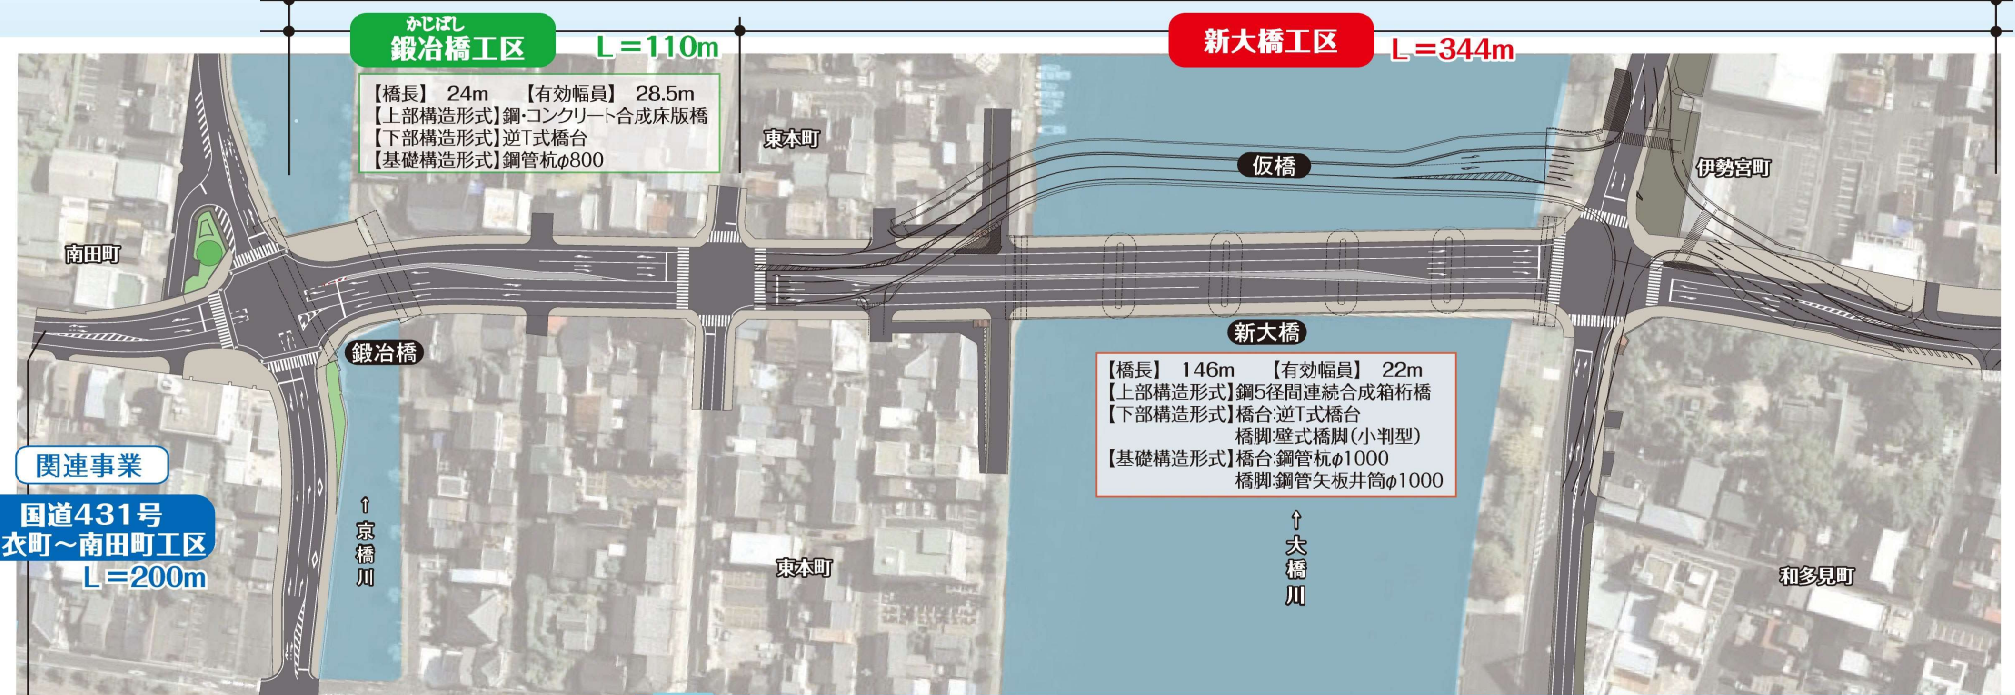 かじばし
鍛冶橋工区
L=110m
新大橋工区
L=344m
【橋長】 24m 【有効幅員】 28.5m
【上部構造形式】鋼・コンクリート合成床版橋
【下部構造形式】逆T式橋台
【基礎構造形式】鋼管杭φ800
東本町
仮橋
伊勢宮町
南田町
鍛冶橋
新大橋
【橋長】 146m 【有効幅員】 22m
【上部構造形式】鋼5径間連続合成箱桁橋
【下部構造形式】橋台:逆T式橋台
橋脚:壁式橋脚(小判型)
【基礎構造形式】橋台:鋼管杭φ1000
橋脚:鋼管矢板井筒φ1000
関連事業
国道431号
衣町～南田町工区
L=200m
↑京橋川
東本町
↑大橋川
和多見町